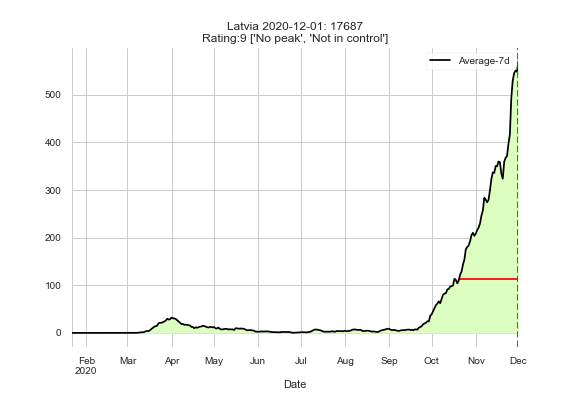 Latvia 2020-12-01: 17687
Rating:9 ['No peak', 'Not in control']
Average-7d
500
400
300
200
100
0
Feb Mar Apr May Jun Jul Aug Sep Oct Nov Dec
2020
Date